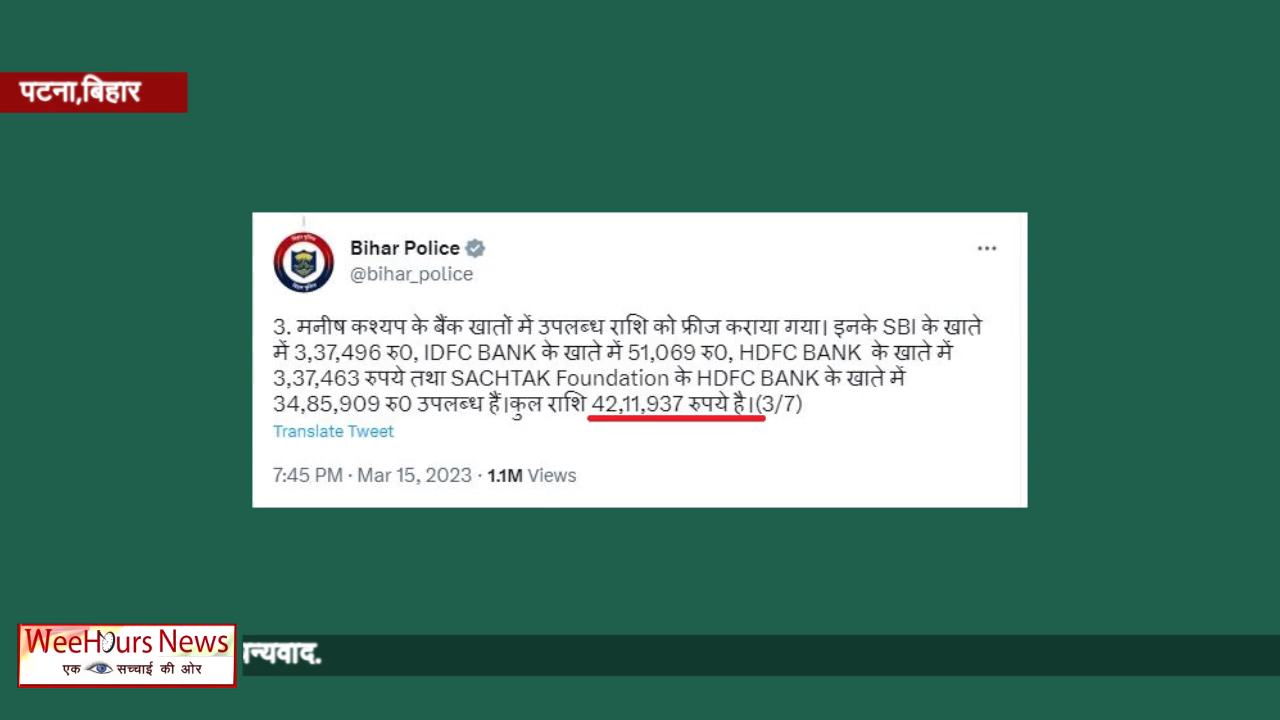 पटना,बिहार
Bihar Police
@bihar_police
3. मनीष कश्यप के बैंक खातों में उपलब्ध राशि को फ्रीज कराया गया। इनके SBI के खाते
में 3,37,496 रु0, IDFC BANK के खाते में 51,069 रु0, HDFC BANK के खाते में
3,37,463 रुपये तथा SACHTAK Foundation के HDFC BANK के खाते में
34,85,909 रु0 उपलब्ध हैं।कुल राशि 42,11,937 रुपये है।(3/7)
Translate Tweet
7:45 PM · Mar 15, 2023 · 1.1M Views
WeeHours News
एक सच्चाई की ओर